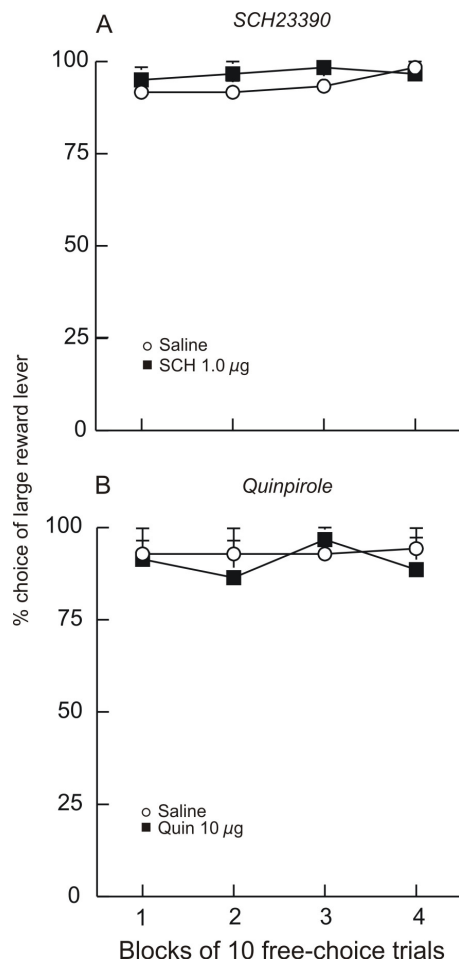 A
SCH23390
100
75
50
25
0
Saline
SCH 1.0 µg
% choice of large reward lever
B
Quinpirole
100
75
50
25
0
Saline
Quin 10 µg
1 2 3 4
Blocks of 10 free-choice trials